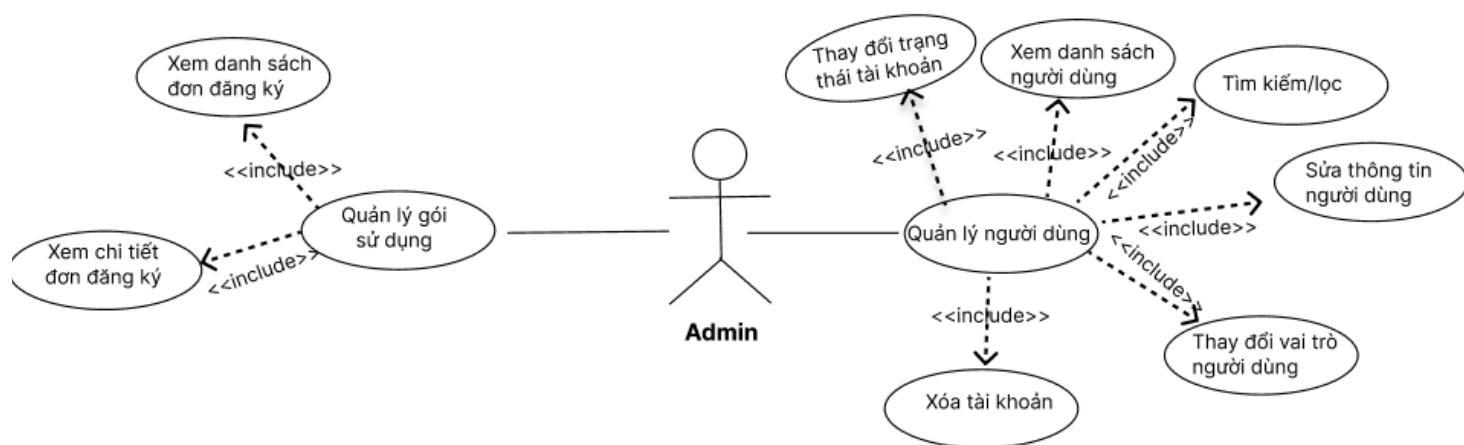 Xem danh sách
đơn đăng ký
<<include>>
Quản lý gói
sử dụng
Xem chi tiết
đơn đăng ký
<<include>>
Admin
Thay đổi trạng
thái tài khoản
Xem danh sách
người dùng
Tìm kiếm/lọc
<<include>>
<<include>>
<<include>>
Sửa thông tin
người dùng
Quản lý người dùng
<<include>>
<<include>>
<<include>>
Thay đổi vai trò
người dùng
Xóa tài khoản